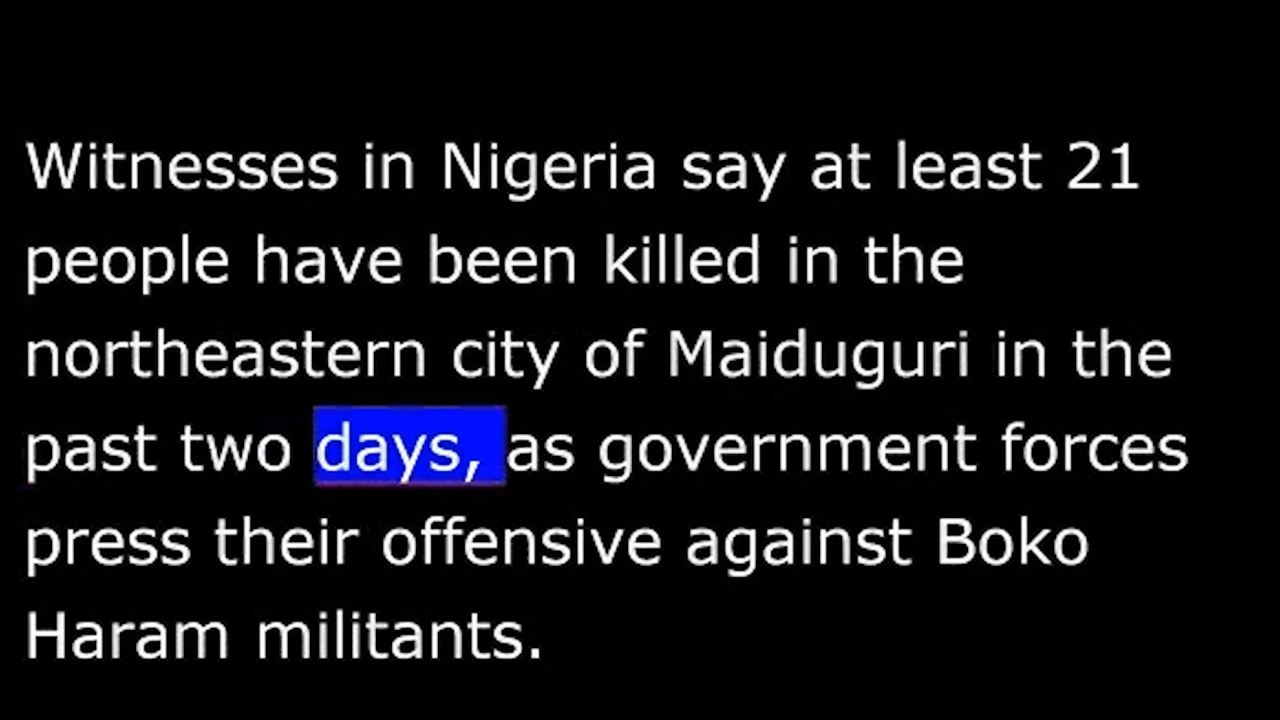 Witnesses in Nigeria say at least 21
people have been killed in the
northeastern city of Maiduguri in the
past two days, as government forces
press their offensive against Boko
Haram militants.